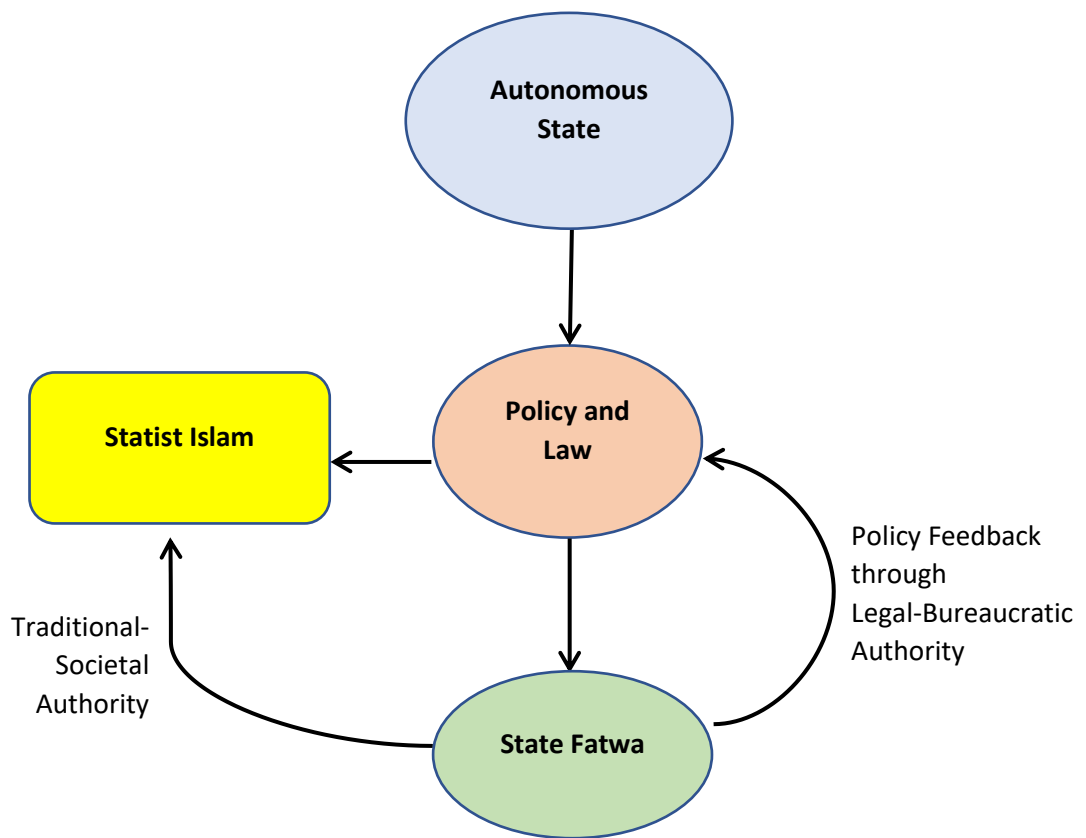 Autonomous
State
Policy and
Law
Statist Islam
Policy Feedback
through
Legal-Bureaucratic
Authority
Traditional-
Societal
Authority
State Fatwa